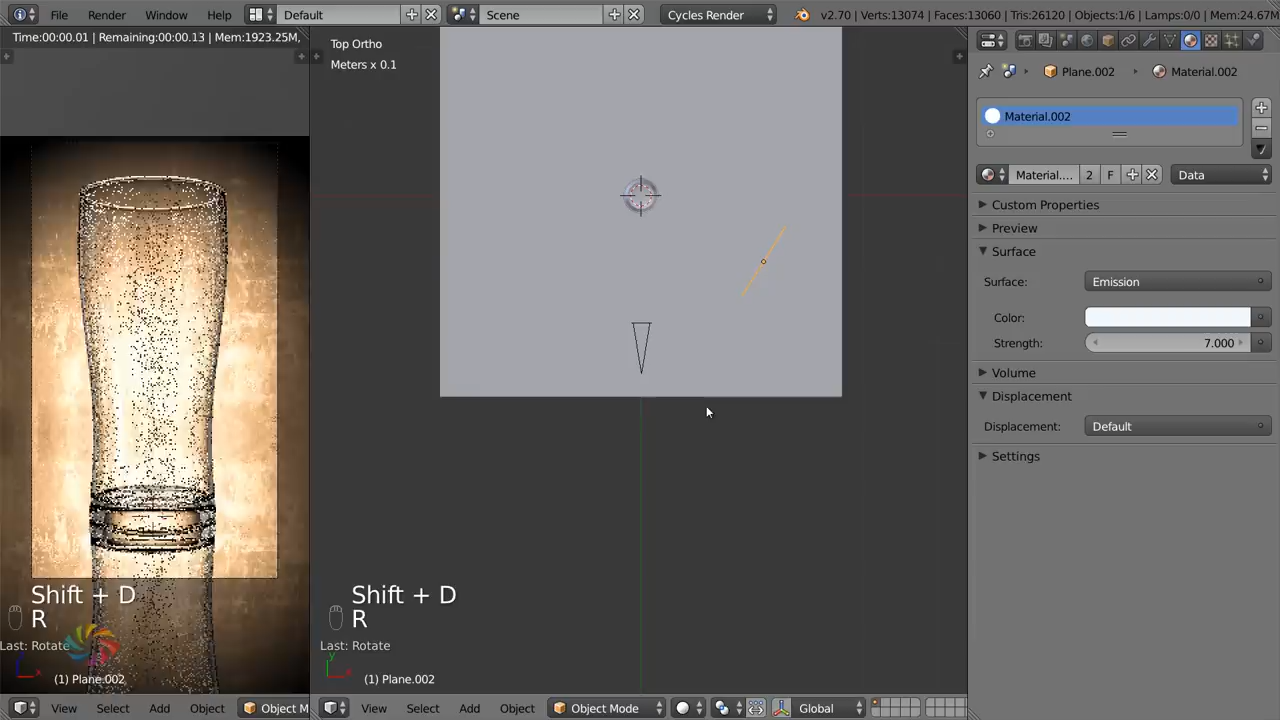 File Render Window Help Default Scene Cycles Render v2.70 | Verts:13074 | Faces:13060 | Tris:26120 | Objects:1/6 | Lamps:0/0 | Mem:24.67M
Time:00:00.01 | Remaining:00:00.13 | Mem:1923.25M,
Top Ortho
Meters x 0.1
Plane.002 Material.002
Material.002
Material.... 2 F Data
Custom Properties
Preview
Surface
Surface: Emission
Color:
Strength: 7.000
Volume
Displacement
Displacement: Default
Settings
Shift + D
R
Last: Rotate
(1) Plane.002
Shift + D
R
Last: Rotate
(1) Plane.002
View Select Add Object Object M
View Select Add Object Object Mode Global